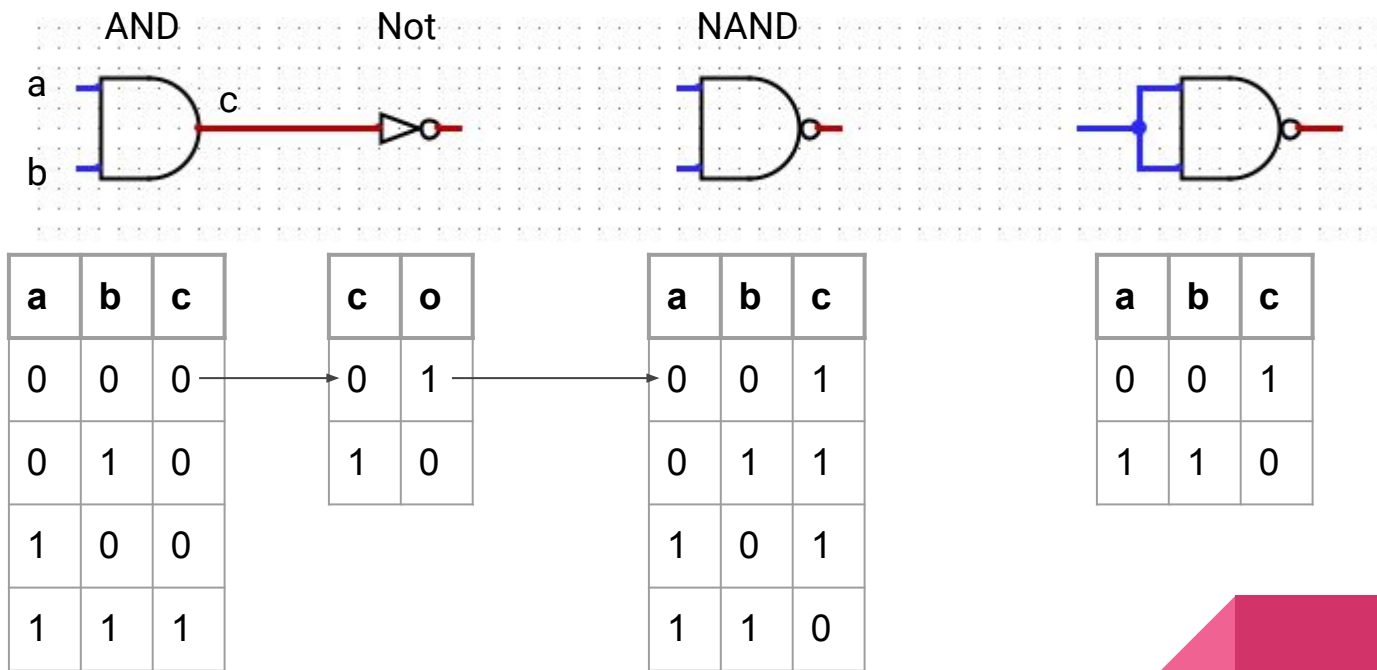 AND Not NAND
a
c
b
a b c c o a b c a b c
0 0 0 0 1 0 0 1 0 0 1
0 1 0 1 0 0 1 1 1 1 0
1 0 0 1 0 1
1 1 1 1 1 0